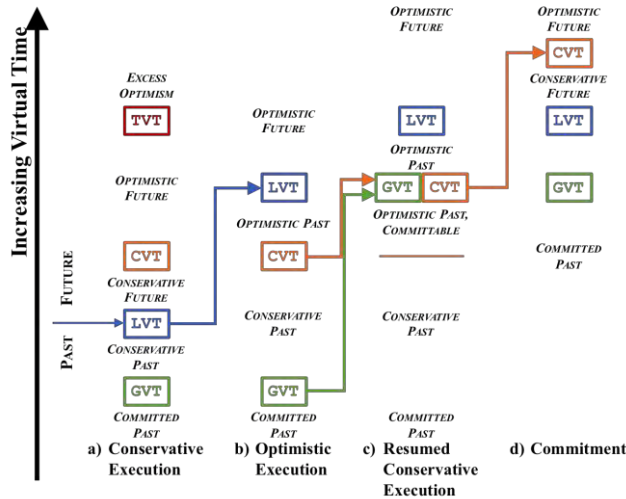 Increasing Virtual Time
FUTURE
PAST
EXCESS
OPTIMISM
TVT
OPTIMISTIC
FUTURE
CVT
CONSERVATIVE
FUTURE
LVT
CONSERVATIVE
PAST
GVT
COMMITTED
PAST
a) Conservative
Execution
OPTIMISTIC
FUTURE
LVT
OPTIMISTIC PAST
CVT
CONSERVATIVE
PAST
GVT
COMMITTED
PAST
b) Optimistic
Execution
OPTIMISTIC
FUTURE
LVT
OPTIMISTIC
PAST
GVT CVT
OPTIMISTIC PAST,
COMMITTABLE
CONSERVATIVE
PAST
COMMITTED
PAST
c) Resumed
Conservative
Execution
OPTIMISTIC
FUTURE
CVT
CONSERVATIVE
FUTURE
LVT
GVT
COMMITTED
PAST
d) Commitment